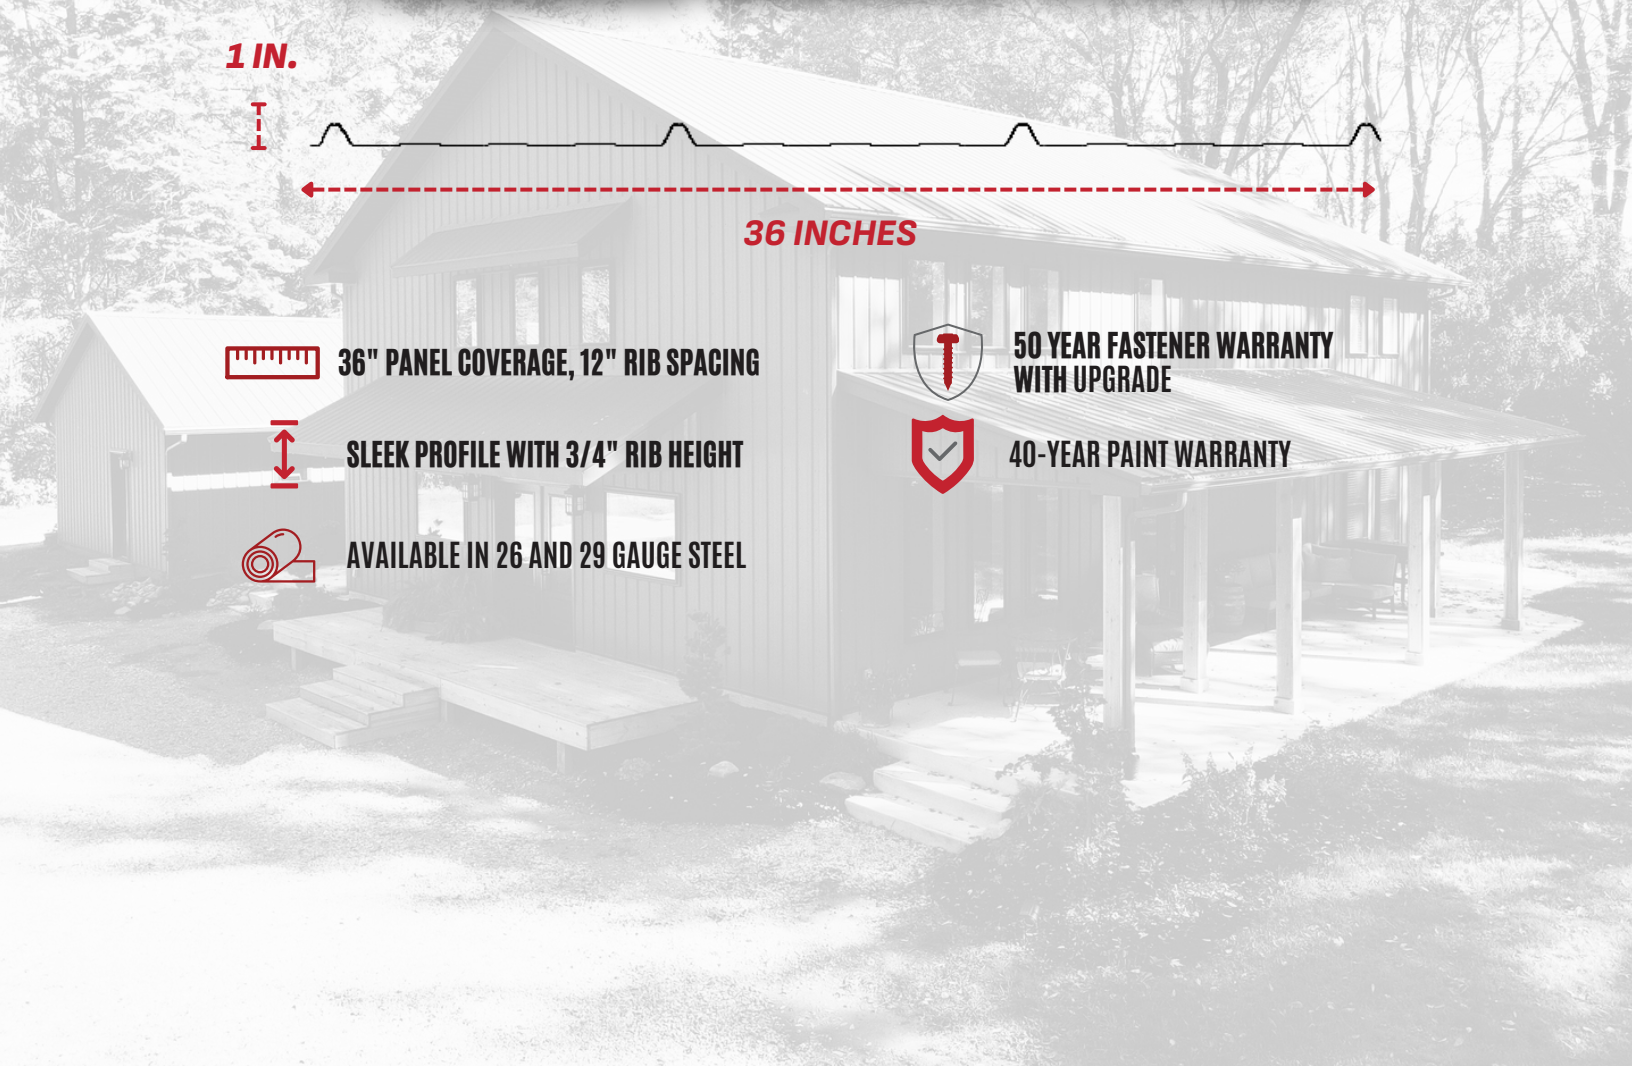 1 IN.
36 INCHES
36" PANEL COVERAGE, 12" RIB SPACING
SLEEK PROFILE WITH 3/4" RIB HEIGHT
AVAILABLE IN 26 AND 29 GAUGE STEEL
50 YEAR FASTENER WARRANTY
WITH UPGRADE
40-YEAR PAINT WARRANTY